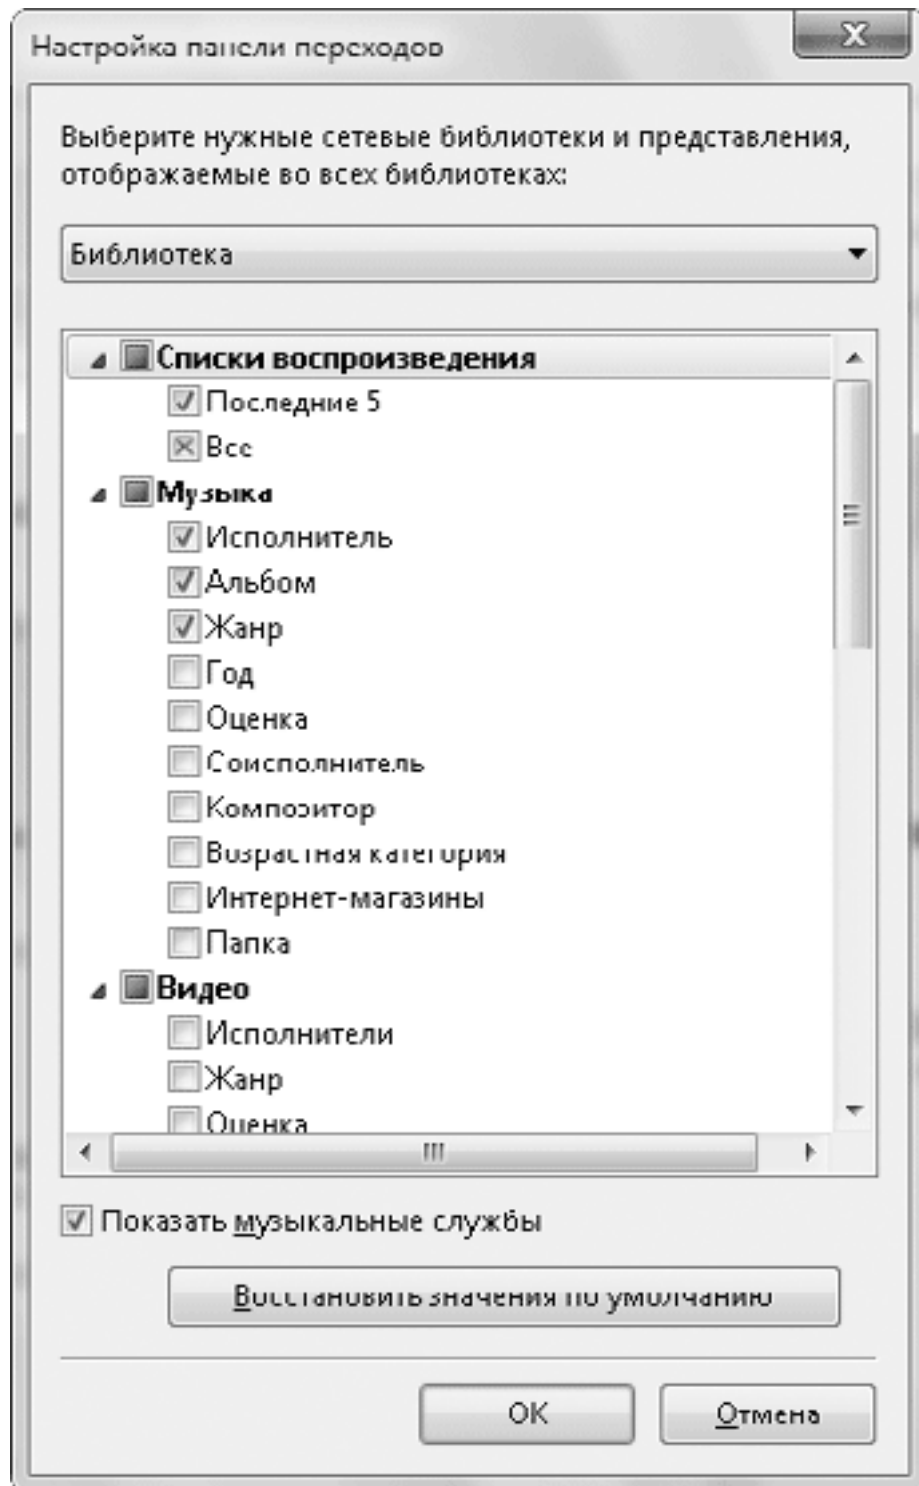 Настройка панели переходов
Выберите нужные сетевые библиотеки и представления,
отображаемые во всех библиотеках:
Библиотека
Списки воспроизведения
Последние 5
Все
Музыка
Исполнитель
Альбом
Жанр
Год
Оценка
Соисполнитель
Композитор
Возрастная категория
Интернет-магазины
Папка
Видео
Исполнители
Жанр
Оценка
Показать музыкальные службы
Восстановить значения по умолчанию
ОК
Отмена